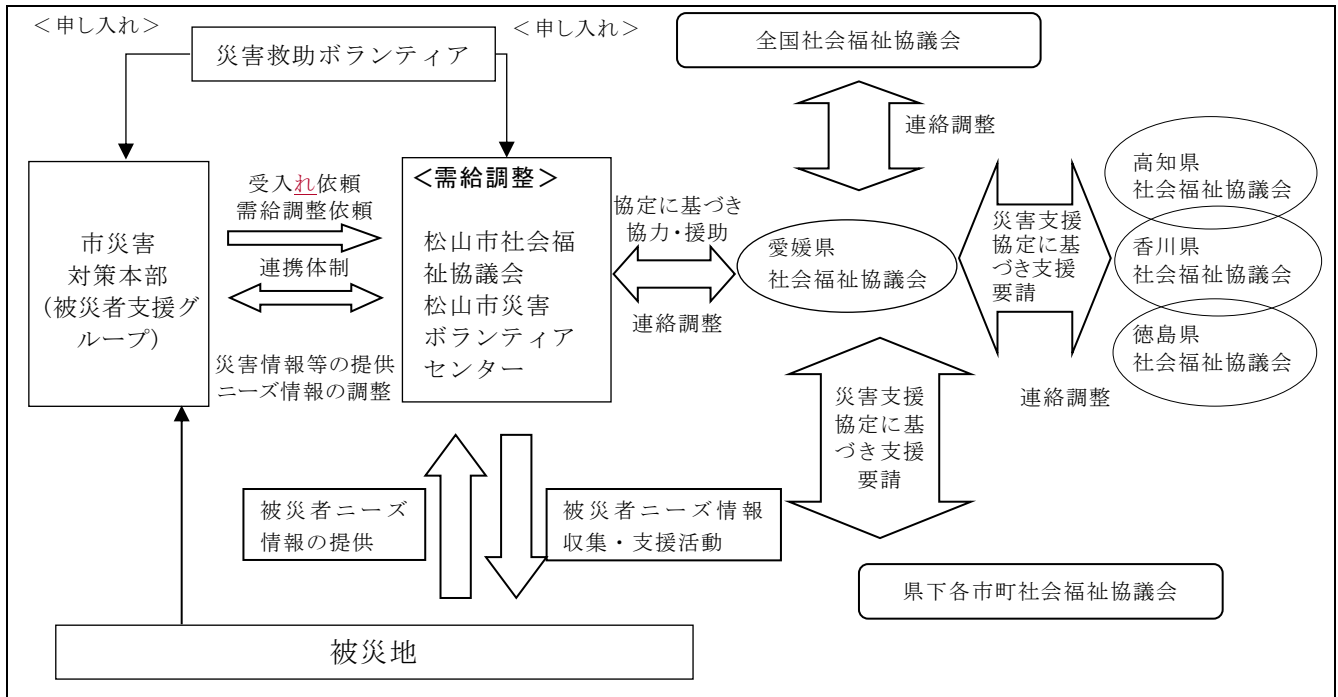 ＜申し入れ＞
災害救助ボランティア
＜申し入れ＞
全国社会福祉協議会
連絡調整
市災害
対策本部
(被災者支援グ
ループ)
受入れ依頼
需給調整依頼
連携体制
災害情報等の提供
ニーズ情報の調整
＜需給調整＞
松山市社会福
祉協議会
松山市災害
ボランティア
センター
協定に基づき
協力・援助
連絡調整
愛媛県
社会福祉協議会
災害支援
協定に基
づき支援
要請
連絡調整
高知県
社会福祉協議会
香川県
社会福祉協議会
徳島県
社会福祉協議会
災害支援
協定に基
づき支援
要請
県下各市町社会福祉協議会
被災者ニーズ
情報の提供
被災者ニーズ情報
収集・支援活動
被災地